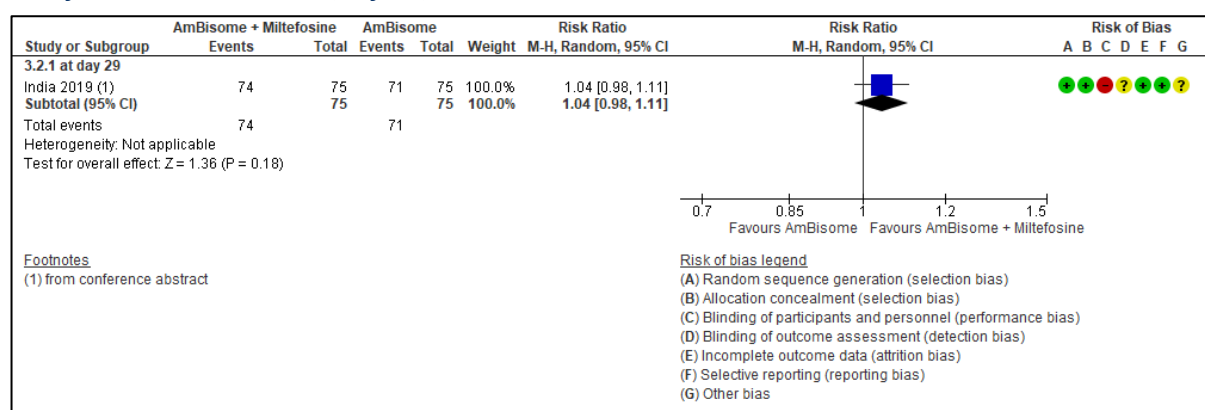 AmBisome + Miltefosine AmBisome Risk Ratio Risk Ratio Risk of Bias
Study or Subgroup Events Total Events Total Weight M-H, Random, 95% CI M-H, Random, 95% CI A B C D E F G
3.2.1 at day 29
India 2019 (1) 74 75 71 75 100.0% 1.04 [0.98, 1.11] + + − ? + + ?
Subtotal (95% CI) 75 75 100.0% 1.04 [0.98, 1.11]
Total events 74 71
Heterogeneity: Not applicable
Test for overall effect: Z = 1.36 (P = 0.18)
0.7 0.85 1 1.2 1.5
Favours AmBisome Favours AmBisome + Miltefosine
Footnotes
(1) from conference abstract
Risk of bias legend
(A) Random sequence generation (selection bias)
(B) Allocation concealment (selection bias)
(C) Blinding of participants and personnel (performance bias)
(D) Blinding of outcome assessment (detection bias)
(E) Incomplete outcome data (attrition bias)
(F) Selective reporting (reporting bias)
(G) Other bias